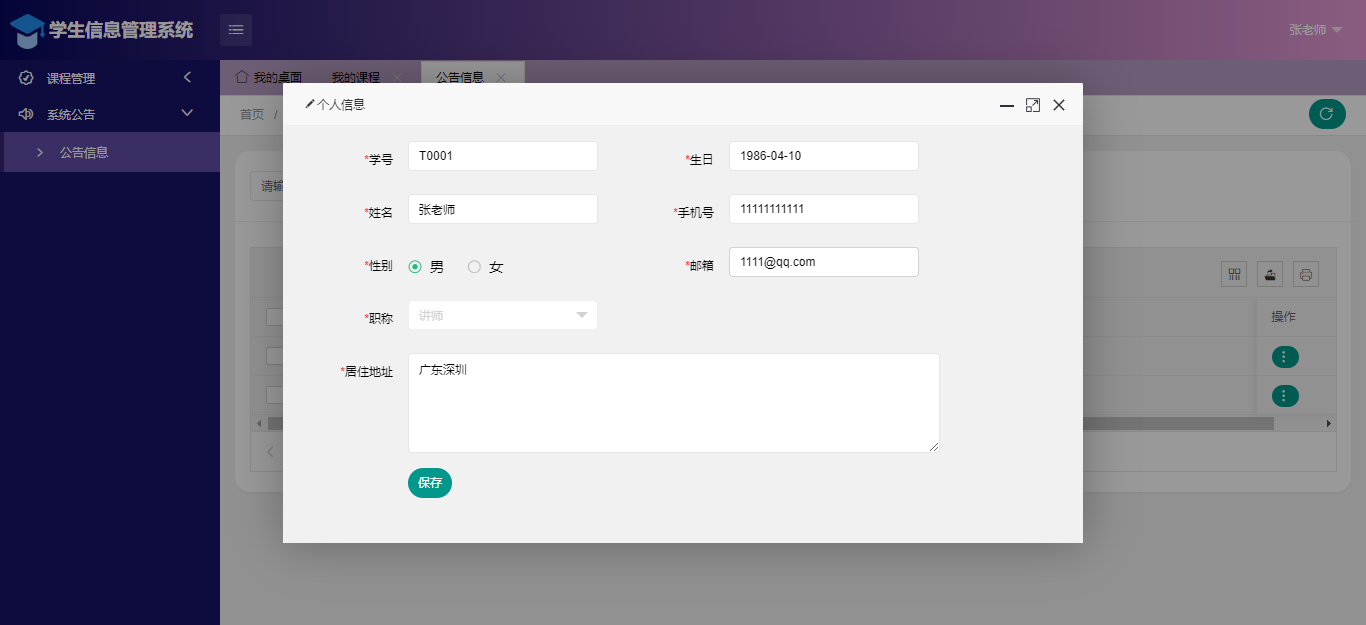 学生信息管理系统
张老师
课程管理
系统公告
公告信息
我的桌面
我的课程
公告信息
首页 /
个人信息
*学号 T0001
*生日 1986-04-10
*姓名 张老师
*手机号 11111111111
*性别 男 女
*邮箱 1111@qq.com
*职称 讲师
*居住地址 广东深圳
保存
请输
操作